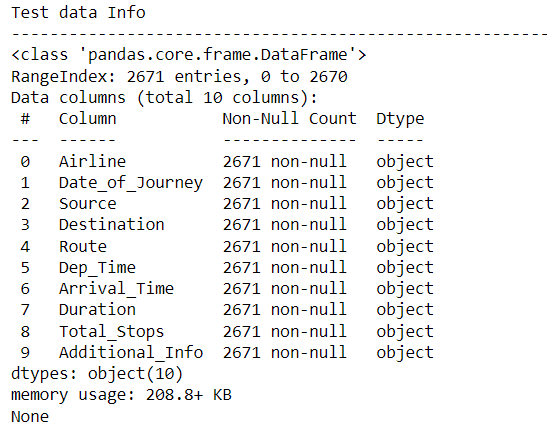 Test data Info
------------------------------------------------------
<class 'pandas.core.frame.DataFrame'>
RangeIndex: 2671 entries, 0 to 2670
Data columns (total 10 columns):
 #   Column           Non-Null Count  Dtype
---  ------           --------------  -----
 0   Airline          2671 non-null   object
 1   Date_of_Journey  2671 non-null   object
 2   Source           2671 non-null   object
 3   Destination      2671 non-null   object
 4   Route            2671 non-null   object
 5   Dep_Time         2671 non-null   object
 6   Arrival_Time     2671 non-null   object
 7   Duration         2671 non-null   object
 8   Total_Stops      2671 non-null   object
 9   Additional_Info  2671 non-null   object
dtypes: object(10)
memory usage: 208.8+ KB
None